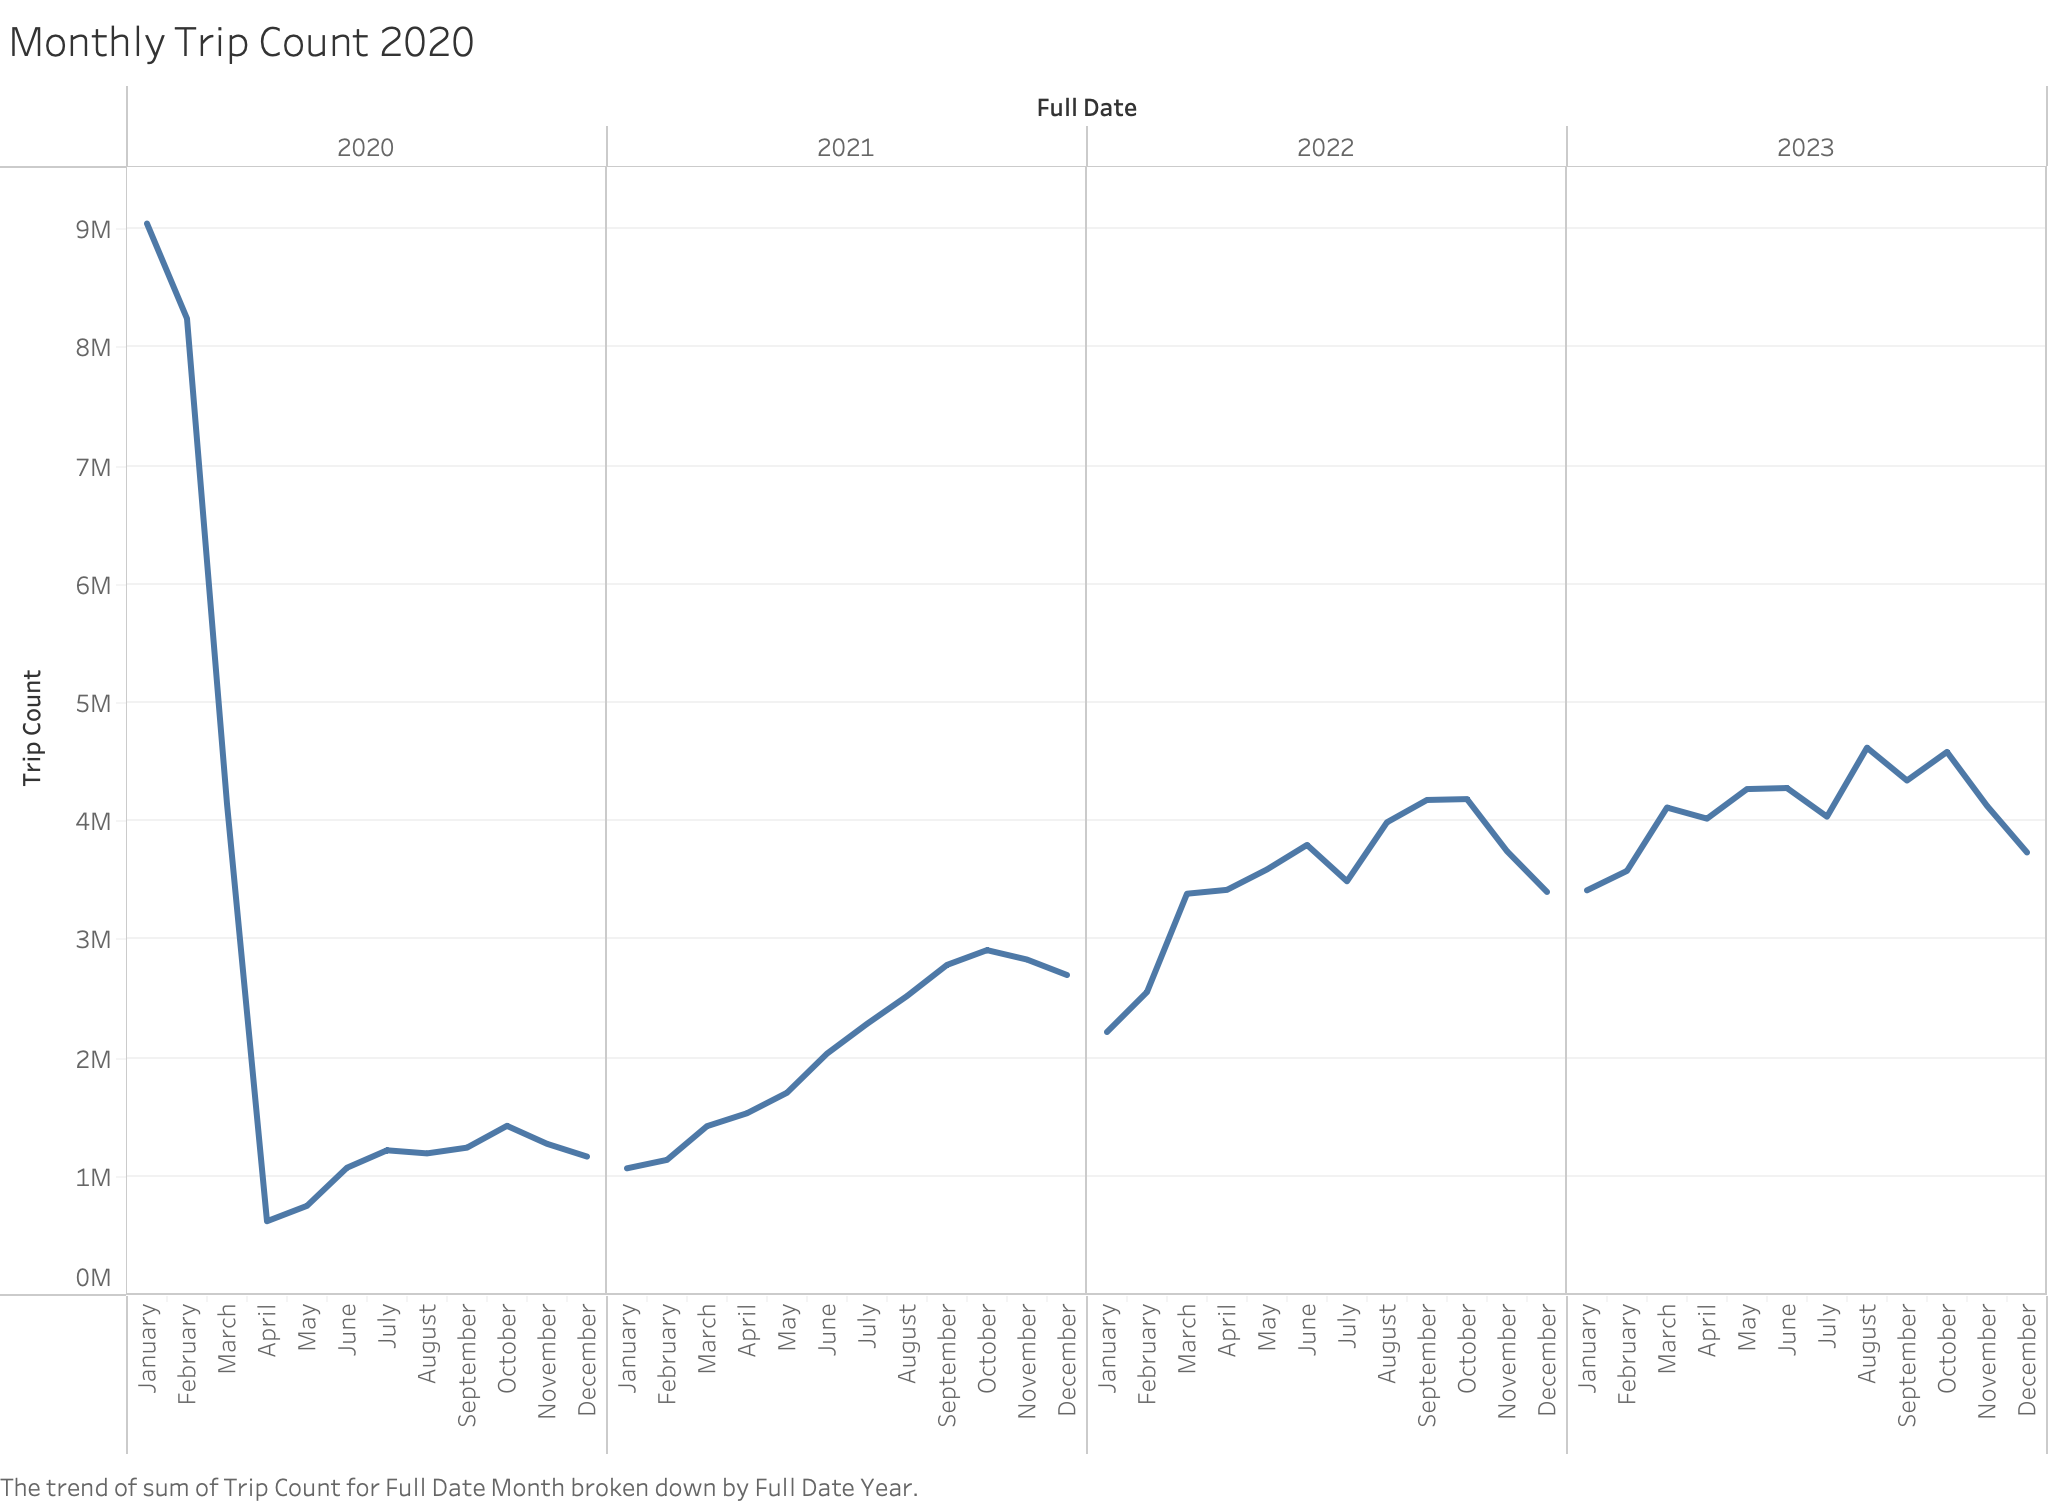 Monthly Trip Count 2020
Full Date
2020 2021 2022 2023
Trip Count
9M
8M
7M
6M
5M
4M
3M
2M
1M
0M
January February March April May June July August September October November December January February March April May June July August September October November December January February March April May June July August September October November December January February March April May June July August September October November December
The trend of sum of Trip Count for Full Date Month broken down by Full Date Year.